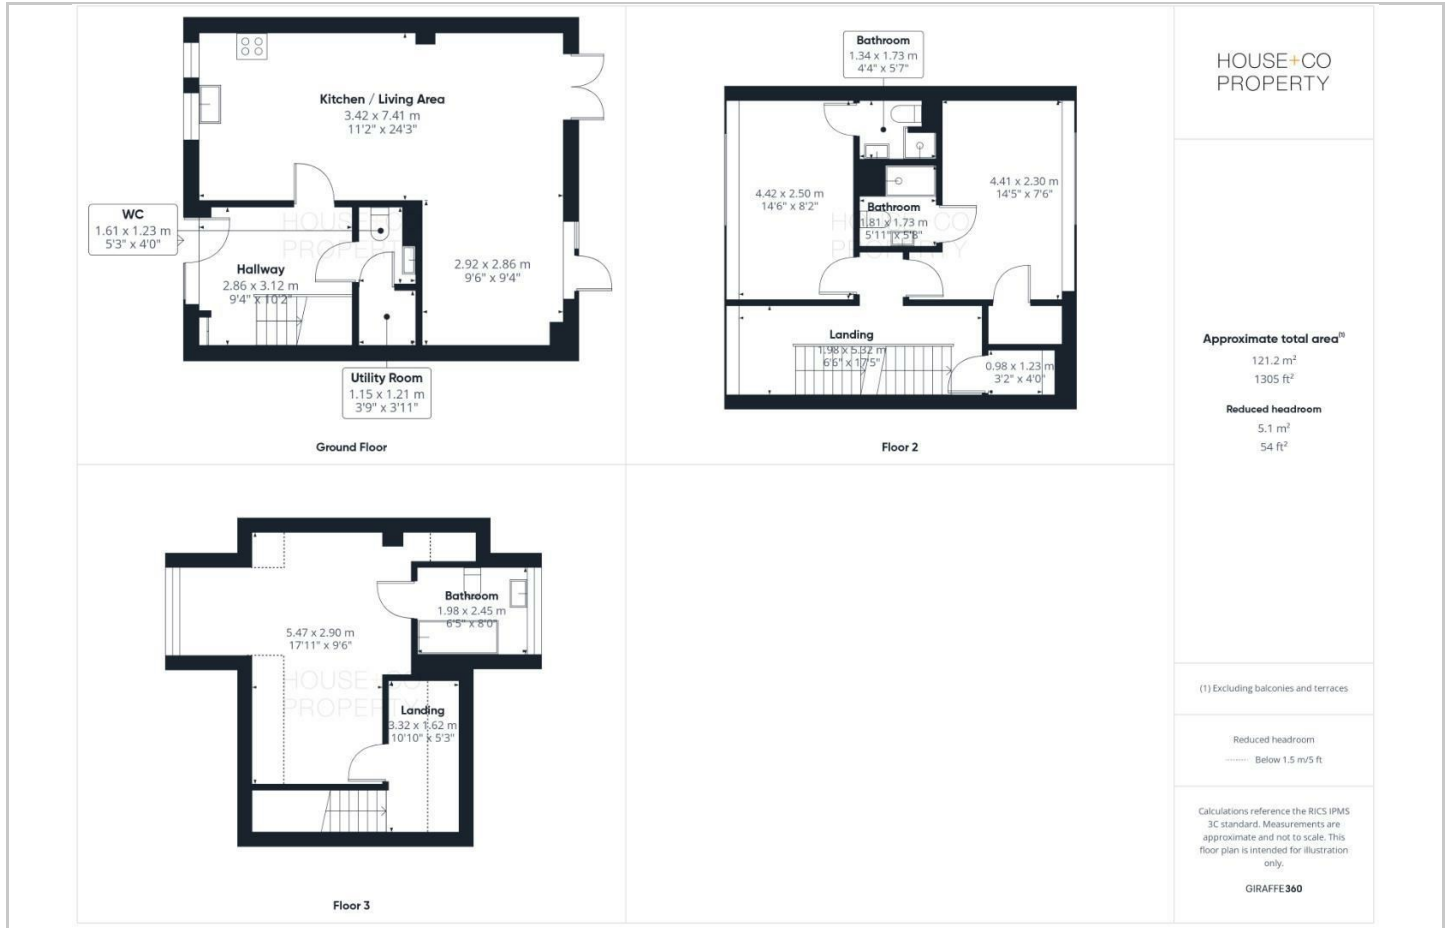 Kitchen / Living Area
3.42 x 7.41 m
11'2" x 24'3"
WC
1.61 x 1.23 m
5'3" x 4'0"
Hallway
2.86 x 3.12 m
9'4" x 10'2"
2.92 x 2.86 m
9'6" x 9'4"
Utility Room
1.15 x 1.21 m
3'9" x 3'11"
HOUSE+CO
PROPERTY
Ground Floor
Bathroom
1.34 x 1.73 m
4'4" x 5'7"
4.42 x 2.50 m
14'6" x 8'2"
4.41 x 2.30 m
14'5" x 7'6"
Bathroom
1.81 x 1.73 m
5'11" x 5'8"
HOUSE+CO
PROPERTY
Landing
1.98 x 5.32 m
6'6" x 17'5"
0.98 x 1.23 m
3'2" x 4'0"
Floor 2
Bathroom
1.98 x 2.45 m
6'5" x 8'0"
5.47 x 2.90 m
17'11" x 9'6"
HOUSE+CO
PROPERTY
Landing
3.32 x 1.62 m
10'10" x 5'3"
Floor 3
HOUSE+CO
PROPERTY
Approximate total area(1)
121.2 m²
1305 ft²
Reduced headroom
5.1 m²
54 ft²
(1) Excluding balconies and terraces
Reduced headroom
Below 1.5 m/5 ft
Calculations reference the RICS IPMS
3C standard. Measurements are
approximate and not to scale. This
floor plan is intended for illustration
only.
GIRAFFE360